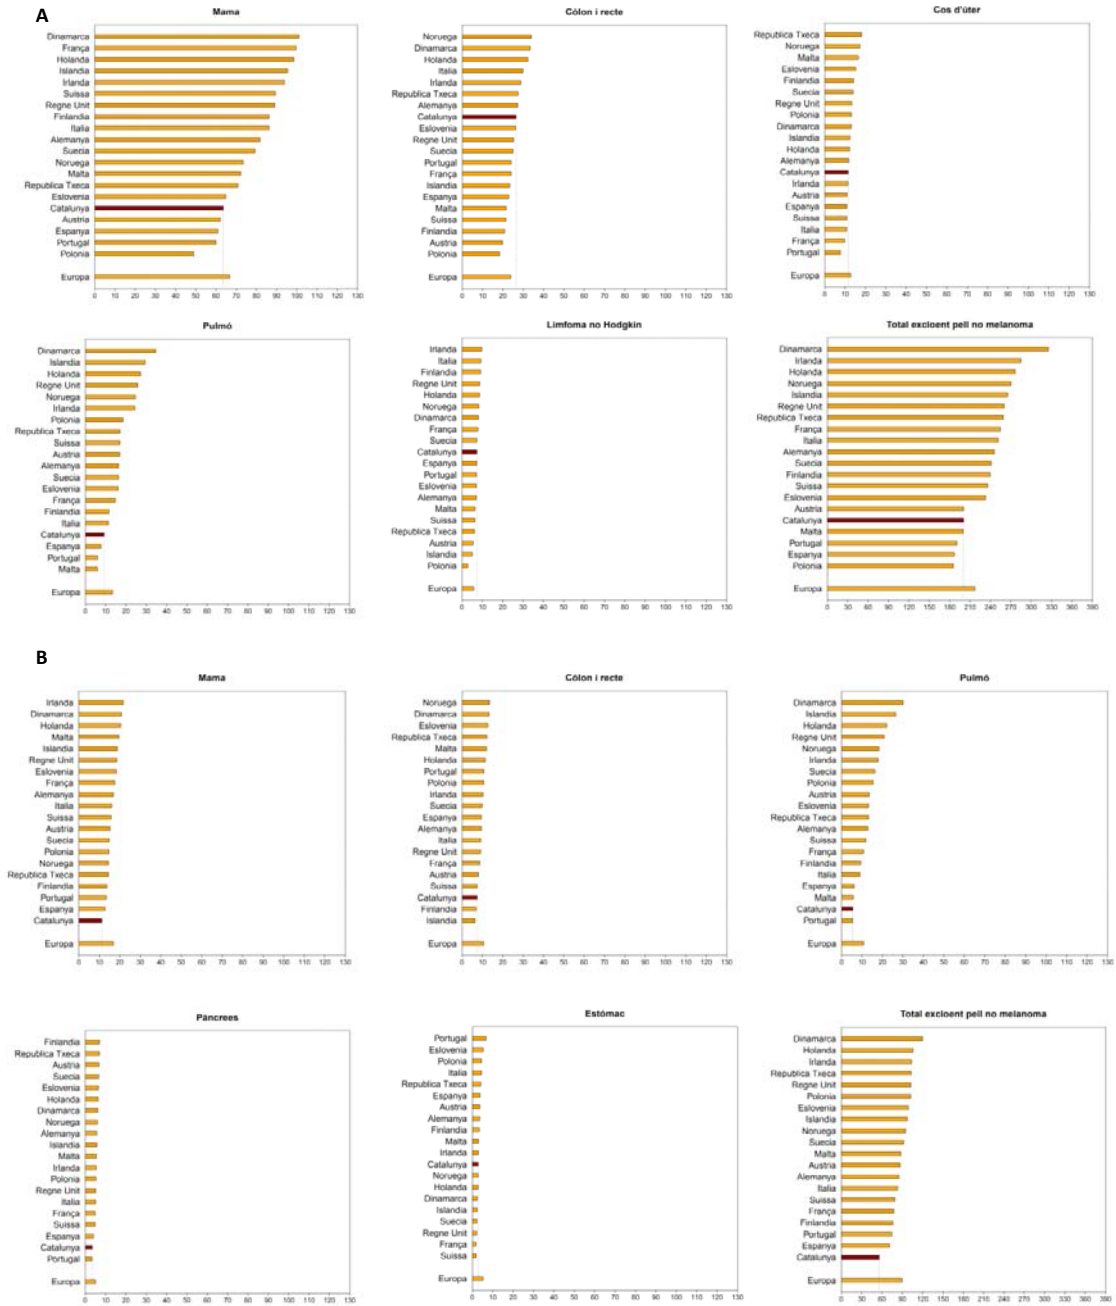 A
Mama
Dinamarca
França
Holanda
Islandia
Irlanda
Suissa
Regne Unit
Finlandia
Italia
Alemanya
Suecia
Noruega
Malta
Republica Txeca
Eslovenia
Catalunya
Austria
Espanya
Portugal
Polonia
Europa
0 10 20 30 40 50 60 70 80 90 100 110 120 130
Còlon i recte
Noruega
Dinamarca
Holanda
Italia
Irlanda
Republica Txeca
Alemanya
Catalunya
Eslovenia
Regne Unit
Suecia
Portugal
França
Islandia
Espanya
Malta
Suissa
Finlandia
Austria
Polonia
Europa
0 10 20 30 40 50 60 70 80 90 100 110 120 130
Cos d'úter
Republica Txeca
Noruega
Malta
Eslovenia
Finlandia
Suecia
Regne Unit
Polonia
Dinamarca
Islandia
Holanda
Alemanya
Catalunya
Irlanda
Austria
Espanya
Suissa
Italia
França
Portugal
Europa
0 10 20 30 40 50 60 70 80 90 100 110 120 130
Pulmó
Dinamarca
Islandia
Holanda
Regne Unit
Noruega
Irlanda
Polonia
Republica Txeca
Suissa
Austria
Alemanya
Suecia
Eslovenia
França
Finlandia
Italia
Catalunya
Espanya
Portugal
Malta
Europa
0 10 20 30 40 50 60 70 80 90 100 110 120 130
Limfoma no Hodgkin
Irlanda
Italia
Finlandia
Regne Unit
Holanda
Noruega
Dinamarca
França
Suecia
Catalunya
Espanya
Portugal
Eslovenia
Alemanya
Malta
Suissa
Republica Txeca
Austria
Islandia
Polonia
Europa
0 10 20 30 40 50 60 70 80 90 100 110 120 130
Total excloent pell no melanoma
Dinamarca
Irlanda
Holanda
Noruega
Islandia
Regne Unit
Republica Txeca
França
Italia
Alemanya
Suecia
Finlandia
Suissa
Eslovenia
Austria
Catalunya
Malta
Portugal
Espanya
Polonia
Europa
0 30 60 90 120 150 180 210 240 270 300 330 360 390
B
Mama
Irlanda
Dinamarca
Holanda
Malta
Islandia
Regne Unit
Eslovenia
França
Alemanya
Italia
Suissa
Austria
Suecia
Polonia
Noruega
Republica Txeca
Finlandia
Portugal
Espanya
Catalunya
Europa
0 10 20 30 40 50 60 70 80 90 100 110 120 130
Còlon i recte
Noruega
Dinamarca
Eslovenia
Republica Txeca
Malta
Holanda
Portugal
Polonia
Irlanda
Suecia
Espanya
Alemanya
Italia
Regne Unit
França
Austria
Suissa
Catalunya
Finlandia
Islandia
Europa
0 10 20 30 40 50 60 70 80 90 100 110 120 130
Pulmó
Dinamarca
Islandia
Holanda
Regne Unit
Noruega
Irlanda
Suecia
Polonia
Austria
Eslovenia
Republica Txeca
Alemanya
Suissa
França
Finlandia
Italia
Espanya
Malta
Catalunya
Portugal
Europa
0 10 20 30 40 50 60 70 80 90 100 110 120 130
Páncrees
Finlandia
Republica Txeca
Austria
Suecia
Eslovenia
Holanda
Dinamarca
Noruega
Alemanya
Islandia
Malta
Irlanda
Polonia
Regne Unit
Italia
França
Suissa
Espanya
Catalunya
Portugal
Europa
0 10 20 30 40 50 60 70 80 90 100 110 120 130
Estómac
Portugal
Eslovenia
Polonia
Italia
Republica Txeca
Espanya
Austria
Alemanya
Finlandia
Malta
Irlanda
Catalunya
Noruega
Holanda
Dinamarca
Islandia
Suecia
Regne Unit
França
Suissa
Europa
0 10 20 30 40 50 60 70 80 90 100 110 120 130
Total excloent pell no melanoma
Dinamarca
Holanda
Irlanda
Republica Txeca
Regne Unit
Polonia
Eslovenia
Islandia
Noruega
Suecia
Malta
Austria
Alemanya
Italia
Suissa
França
Finlandia
Portugal
Espanya
Catalunya
Europa
0 30 60 90 120 150 180 210 240 270 300 330 360 390